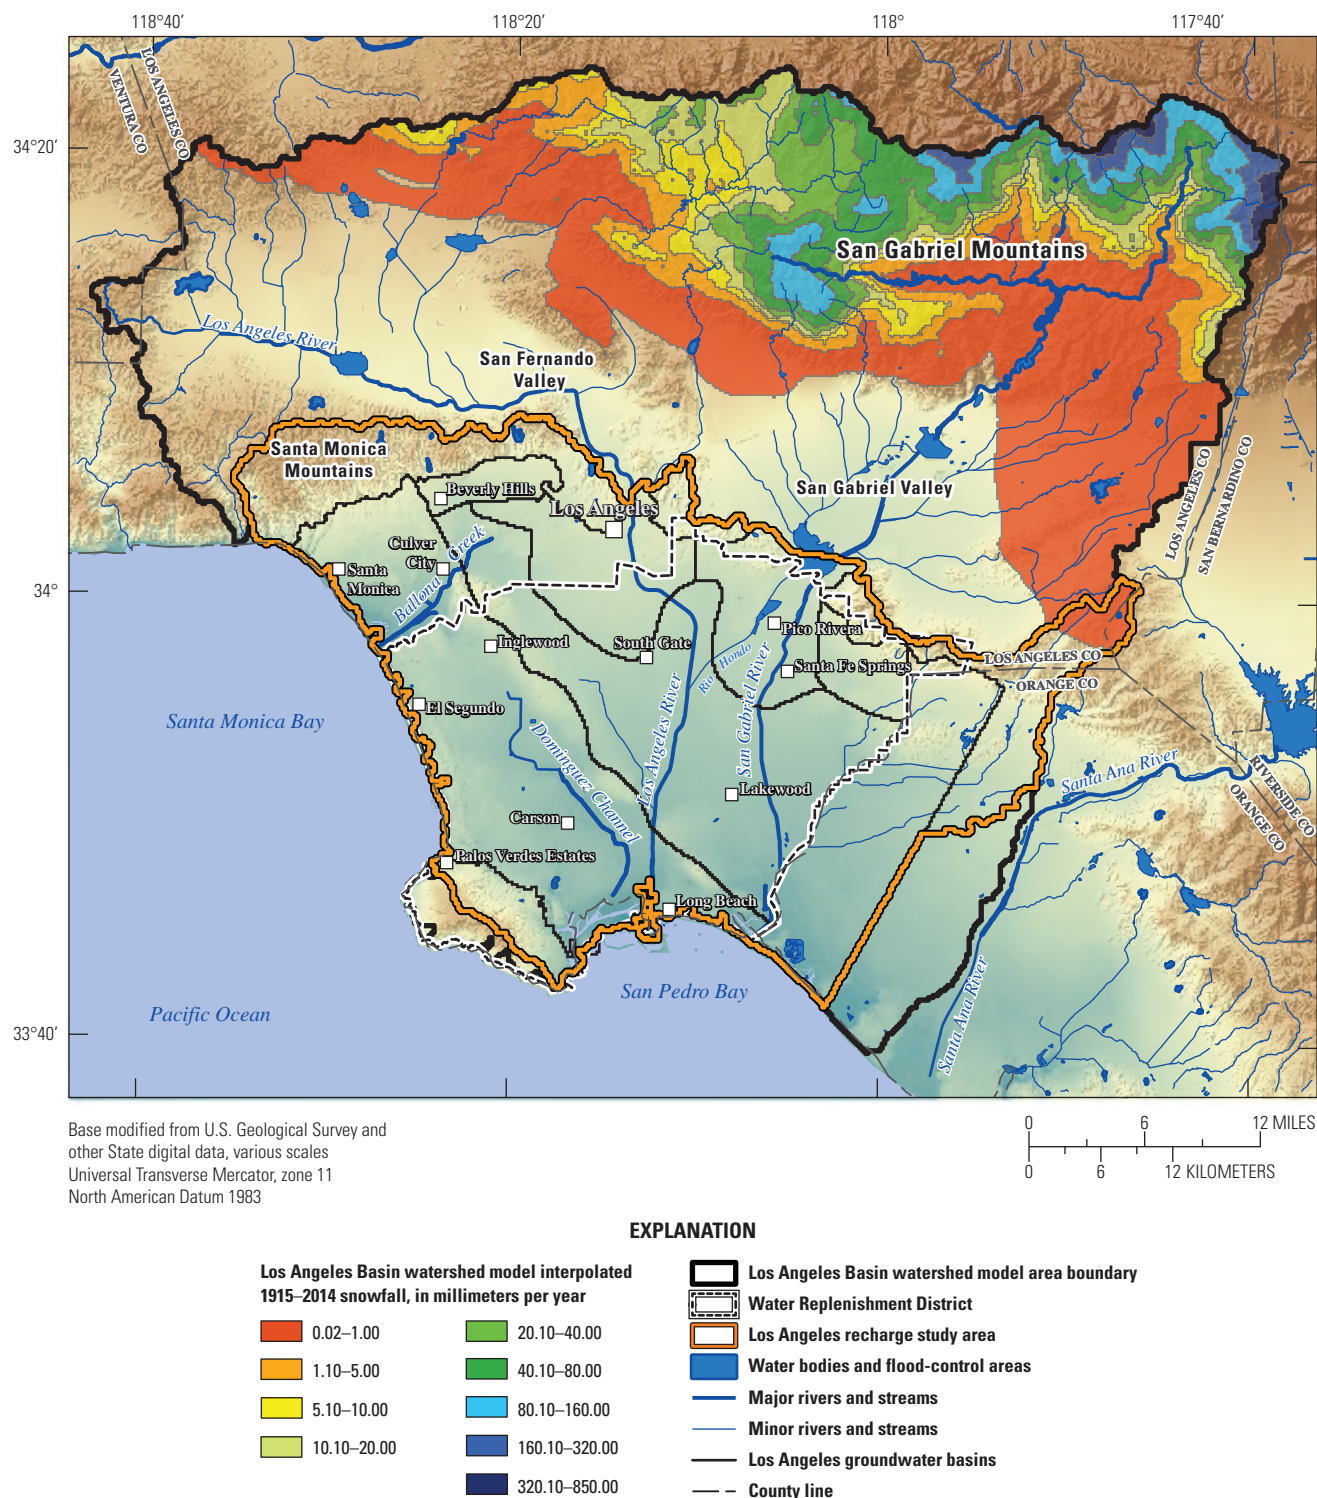 118°40′
118°20′
118°
117°40′
34°20′
34°
33°40′
VENTURA CO
LOS ANGELES CO
San Gabriel Mountains
Los Angeles River
San Fernando
Valley
Santa Monica
Mountains
San Gabriel Valley
LOS ANGELES CO
SAN BERNARDINO CO
Beverly Hills
Los Angeles
Culver
City
Ballona Creek
Santa
Monica
Inglewood
South Gate
Pico Rivera
Rio Hondo
Santa Fe Springs
LOS ANGELES CO
ORANGE CO
El Segundo
Santa Monica Bay
Dominguez Channel
Los Angeles River
San Gabriel River
Santa Ana River
RIVERSIDE CO
ORANGE CO
Lakewood
Carson
Palos Verdes Estates
Long Beach
San Pedro Bay
Pacific Ocean
Santa Ana River
Base modified from U.S. Geological Survey and
other State digital data, various scales
Universal Transverse Mercator, zone 11
North American Datum 1983
0 6 12 MILES
0 6 12 KILOMETERS
EXPLANATION
Los Angeles Basin watershed model interpolated
1915–2014 snowfall, in millimeters per year
0.02–1.00
1.10–5.00
5.10–10.00
10.10–20.00
20.10–40.00
40.10–80.00
80.10–160.00
160.10–320.00
320.10–850.00
Los Angeles Basin watershed model area boundary
Water Replenishment District
Los Angeles recharge study area
Water bodies and flood-control areas
Major rivers and streams
Minor rivers and streams
Los Angeles groundwater basins
County line